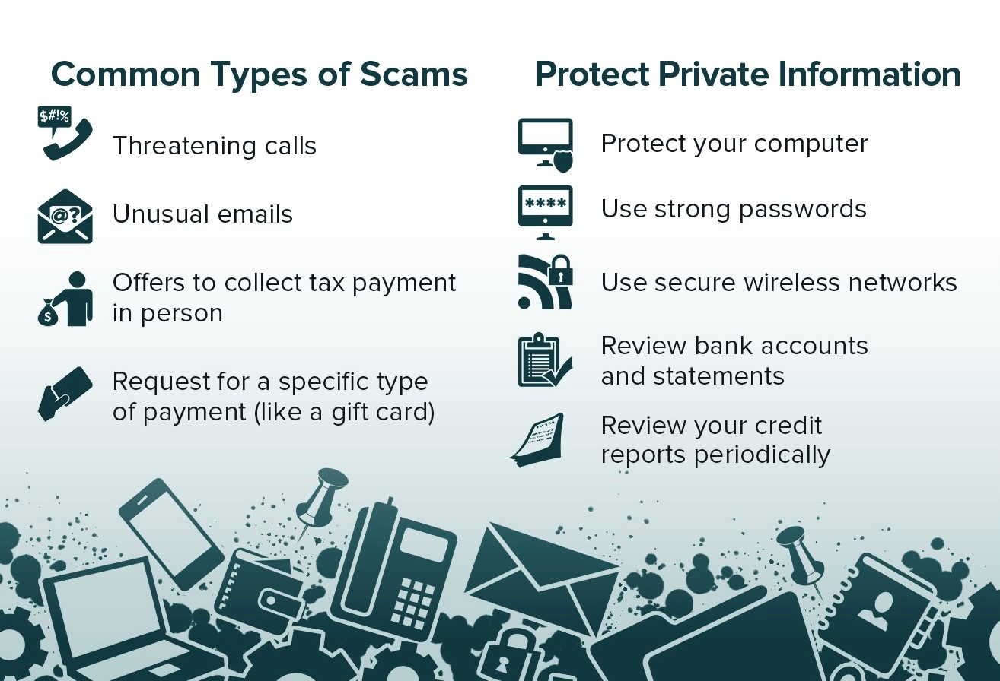 Common Types of Scams
$#!%
Threatening calls
@?
Unusual emails
Offers to collect tax payment
in person
$
Request for a specific type
of payment (like a gift card)
Protect Private Information
Protect your computer
****
Use strong passwords
Use secure wireless networks
Review bank accounts
and statements
Review your credit
reports periodically